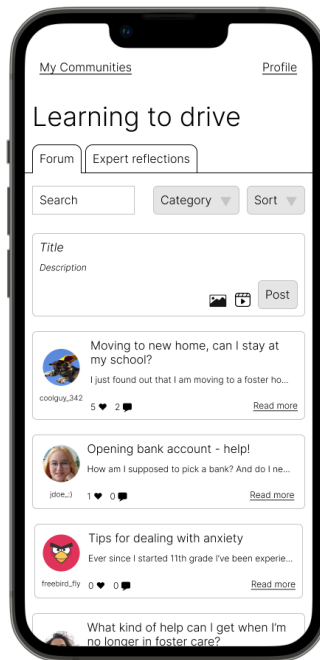 My Communities Profile
Learning to drive
Forum Expert reflections
Search Category Sort
Title
Description
Post
Moving to new home, can I stay at
my school?
I just found out that I am moving to a foster ho...
coolguy_342
5 2 Read more
Opening bank account - help!
How am I supposed to pick a bank? And do I ne...
jdoe_:)
1 0 Read more
Tips for dealing with anxiety
Ever since I started 11th grade I've been experie...
freebird_fly
0 0 Read more
What kind of help can I get when I'm
no longer in foster care?